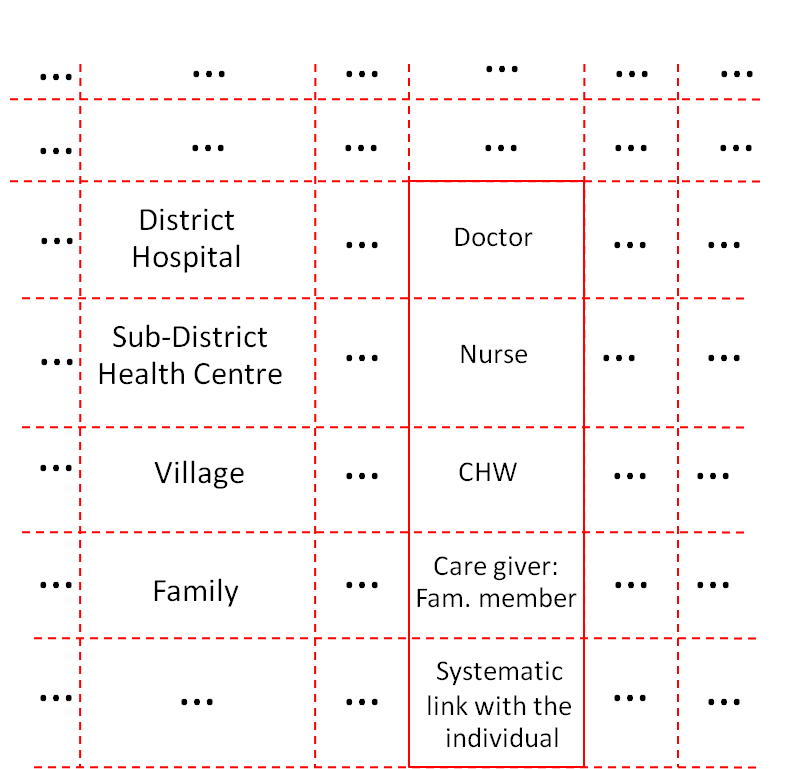 ... ... ... ... ... ...
... ... ... ... ... ...
... District
Hospital ... Doctor ... ...
... Sub-District
Health Centre ... Nurse ... ...
... Village ... CHW ... ...
... Family ... Care giver:
Fam. member ... ...
... ... ... Systematic
link with the
individual ... ...